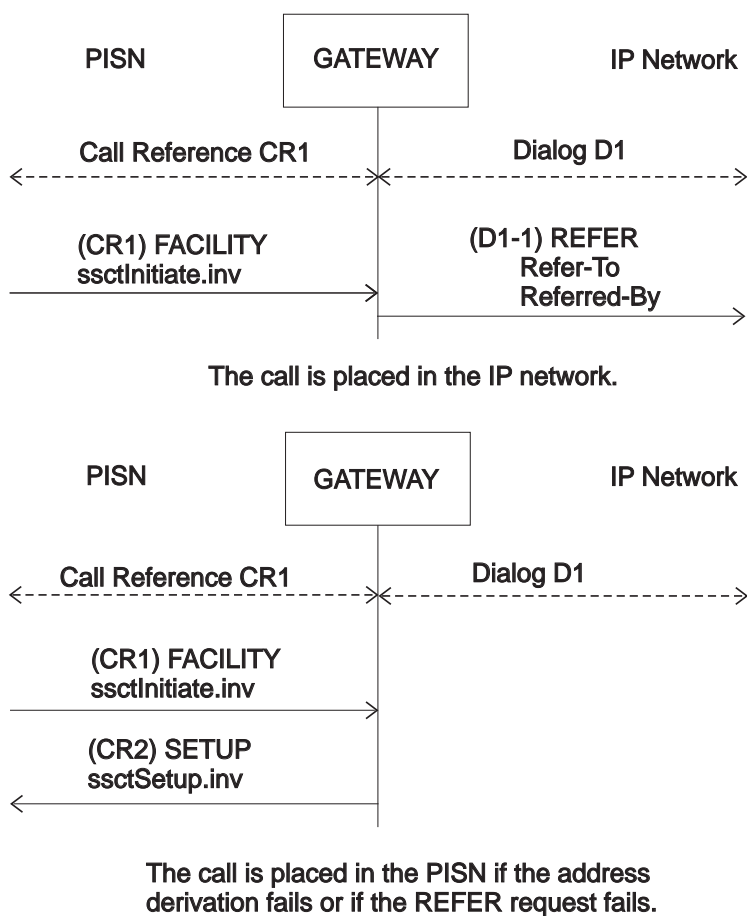 PISN
GATEWAY
IP Network
Call Reference CR1
Dialog D1
(CR1) FACILITY
ssctInitiate.inv
(D1-1) REFER
Refer-To
Referred-By
The call is placed in the IP network.
PISN
GATEWAY
IP Network
Call Reference CR1
Dialog D1
(CR1) FACILITY
ssctInitiate.inv
(CR2) SETUP
ssctSetup.inv
The call is placed in the PISN if the address
derivation fails or if the REFER request fails.